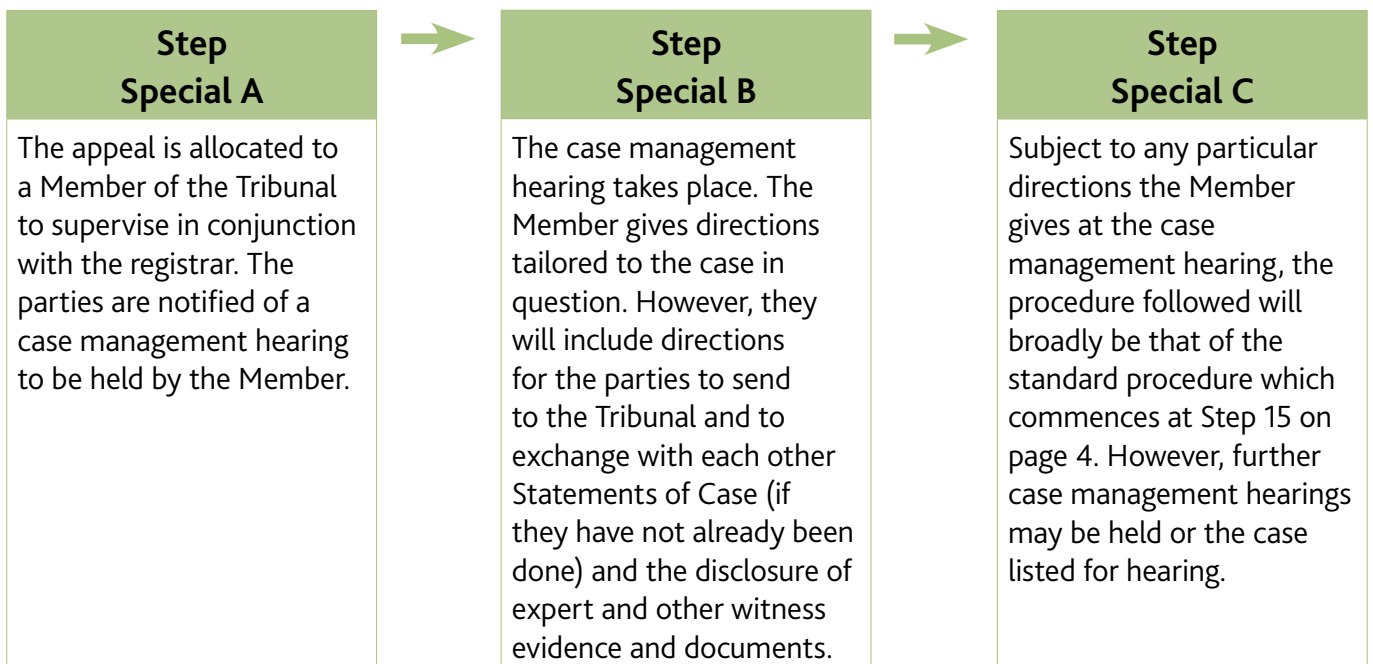 Step
Special A
The appeal is allocated to
a Member of the Tribunal
to supervise in conjunction
with the registrar. The
parties are notified of a
case management hearing
to be held by the Member.
Step
Special B
The case management
hearing takes place. The
Member gives directions
tailored to the case in
question. However, they
will include directions
for the parties to send
to the Tribunal and to
exchange with each other
Statements of Case (if
they have not already been
done) and the disclosure of
expert and other witness
evidence and documents.
Step
Special C
Subject to any particular
directions the Member
gives at the case
management hearing, the
procedure followed will
broadly be that of the
standard procedure which
commences at Step 15 on
page 4. However, further
case management hearings
may be held or the case
listed for hearing.